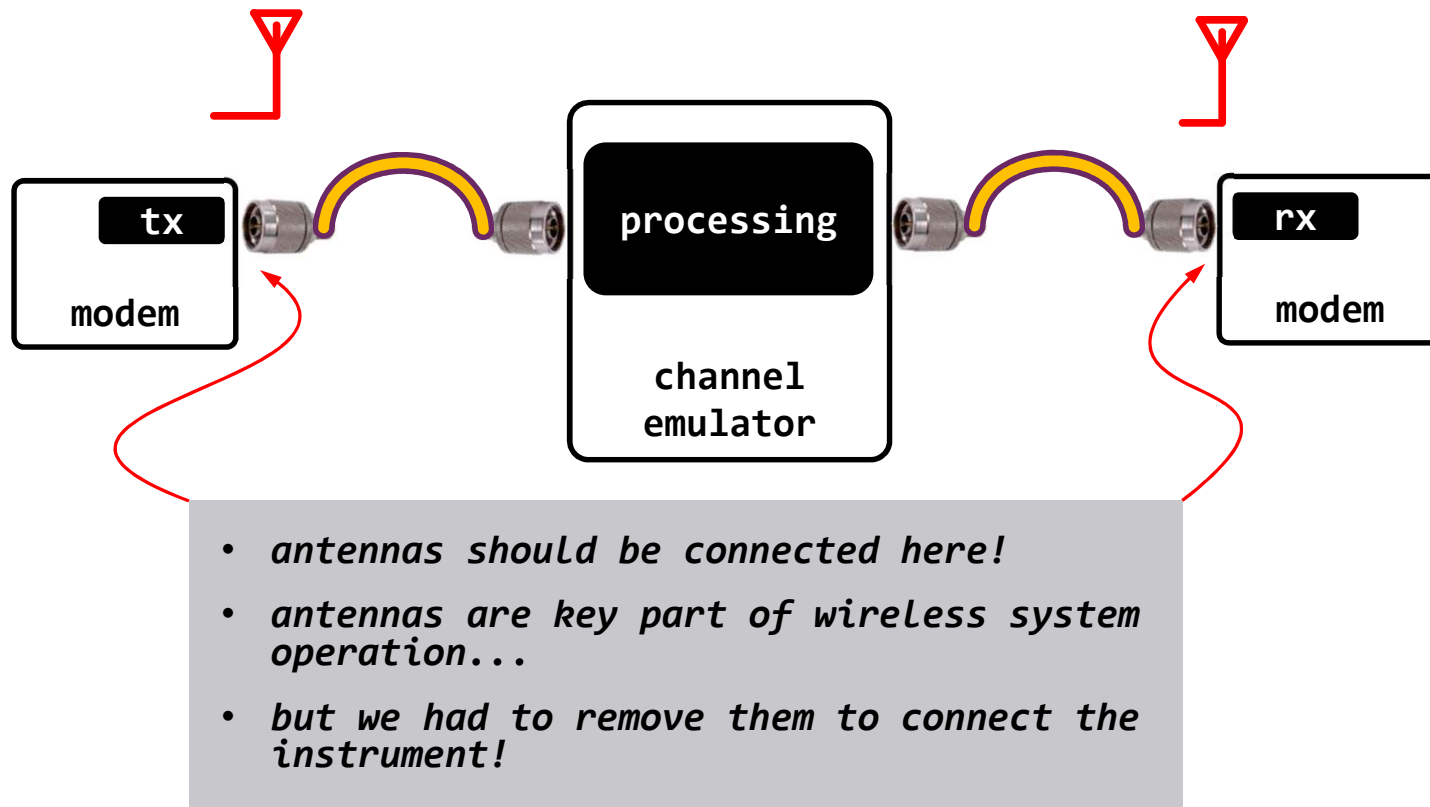 tx
modem
processing
channel
emulator
rx
modem
• antennas should be connected here!
• antennas are key part of wireless system
operation...
• but we had to remove them to connect the
instrument!